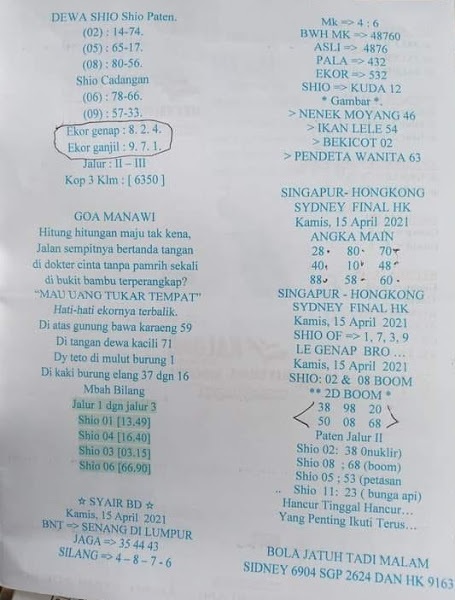 DEWA SHIO Shio Paten.
(02) : 14-74.
(05) : 65-17.
(08) : 80-56.
Shio Cadangan
(06) : 78-66.
(09) : 57-33.
Ekor genap : 8. 2. 4.
Ekor ganjil : 9. 7. 1.
Jalur : II – III
Kop 3 Klm : [ 6350 ]
GOA MANAWI
Hitung hitungan maju tak kena,
Jalan sempitnya bertanda tangan
di dokter cinta tanpa pamrih sekali
di bukit bambu terperangkap?
“MAU UANG TUKAR TEMPAT”
Hati-hati ekornya terbalik.
Di atas gunung bawa karaeng 59
Di tangan dewa kacili 71
Dy teto di mulut burung 1
Di kaki burung elang 37 dgn 16
Mbah Bilang
Jalur 1 dgn jalur 3
Shio 01 [13.49]
Shio 04 [16.40]
Shio 03 [03.15]
Shio 06 [66.90]
☆ SYAIR BD ☆
Kamis, 15 April 2021
BNT => SENANG DI LUMPUR
JAGA => 35 44 43
SILANG => 4 – 8 – 7 - 6
Mk => 4 : 6
BWH MK => 48760
ASLI => 4876
PALA => 432
EKOR => 532
SHIO => KUDA 12
* Gambar *.
> NENEK MOYANG 46
> IKAN LELE 54
> BEKICOT 02
> PENDETA WANITA 63
SINGAPUR- HONGKONG
SYDNEY FINAL HK
Kamis, 15 April 2021
ANGKA MAIN
28 80 70
40 10 48
88 58 60
SINGAPUR - HONGKONG
SYDNEY FINAL HK
Kamis, 15 April 2021
SHIO OF => 1, 7, 3, 9
LE GENAP BRO ...
Kamis, 15 April 2021
SHIO: 02 & 08 BOOM
** 2D BOOM *
38 98 20
50 08 68
Paten Jalur II
Shio 02: 38 0nuklir)
Shio 08 ; 68 (boom)
Shio 05 ; 53 (petasan
Shio 11; 23 ( bunga api)
Hancur Tinggal Hancur...
Yang Penting Ikuti Terus...
BOLA JATUH TADI MALAM
SIDNEY 6904 SGP 2624 DAN HK 9163